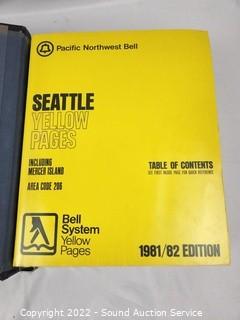 Pacific Northwest Bell
SEATTLE
YELLOW
PAGES
INCLUDING
MERCER ISLAND
AREA CODE 206
TABLE OF CONTENTS
SEE FIRST INSIDE PAGE FOR QUICK REFERENCE
Bell
System
Yellow
Pages
1981/82 EDITION
Copyright 2022 - Sound Auction Service